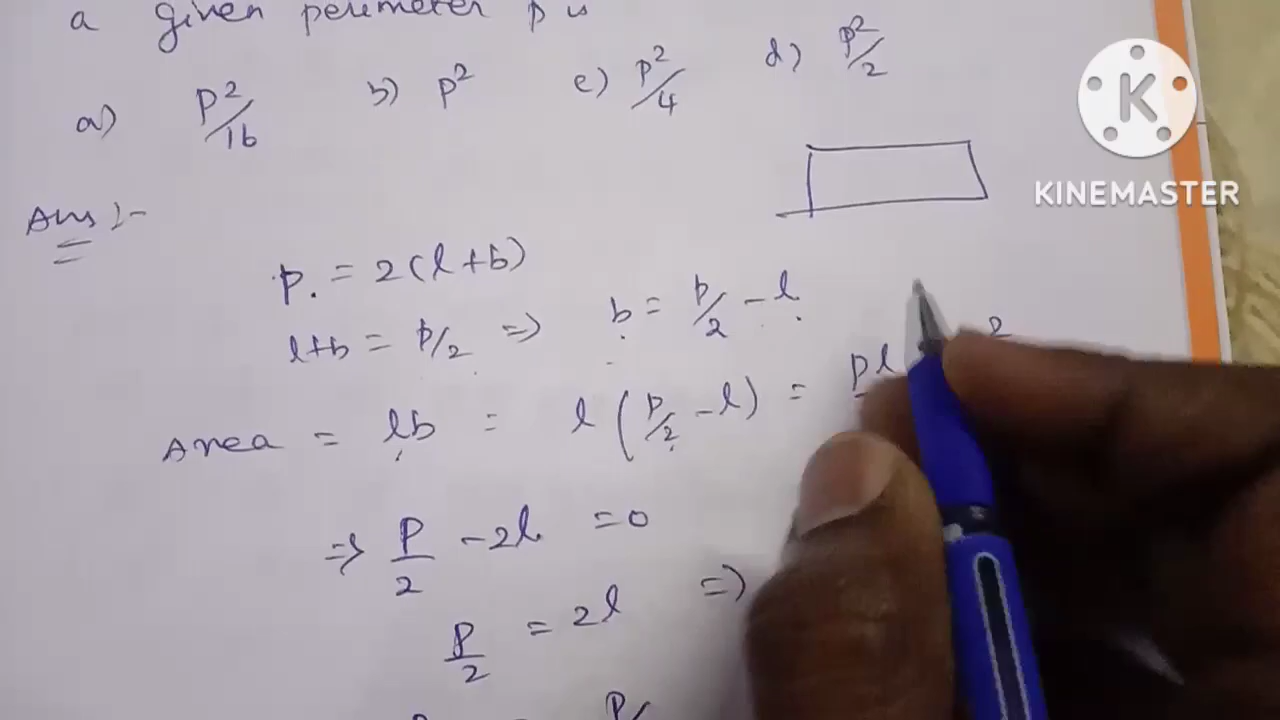 a given perimeter p is
a) P²/16 b) p² c) p²/4 d) p²/2
K
KINEMASTER
Ans :-
p. = 2(l+b)
l+b = p/2 => b = p/2 - l
Area = lb = l(p/2 - l) = pl 2
=> P/2 - 2l = 0
P/2 = 2l =>
P/